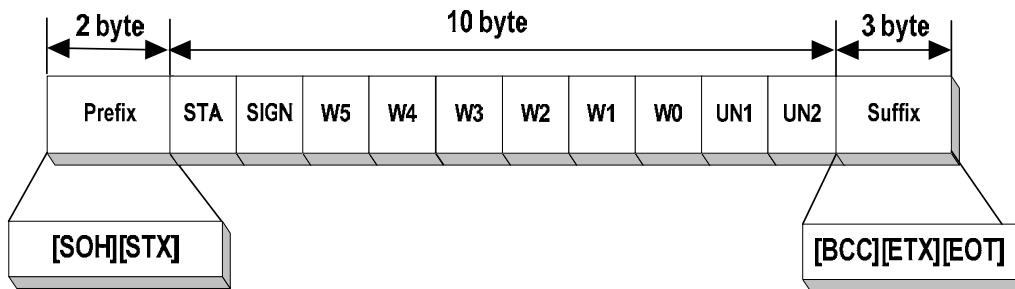 2 byte 10 byte 3 byte
Prefix STA SIGN W5 W4 W3 W2 W1 W0 UN1 UN2 Suffix
[SOH][STX] [BCC][ETX][EOT]